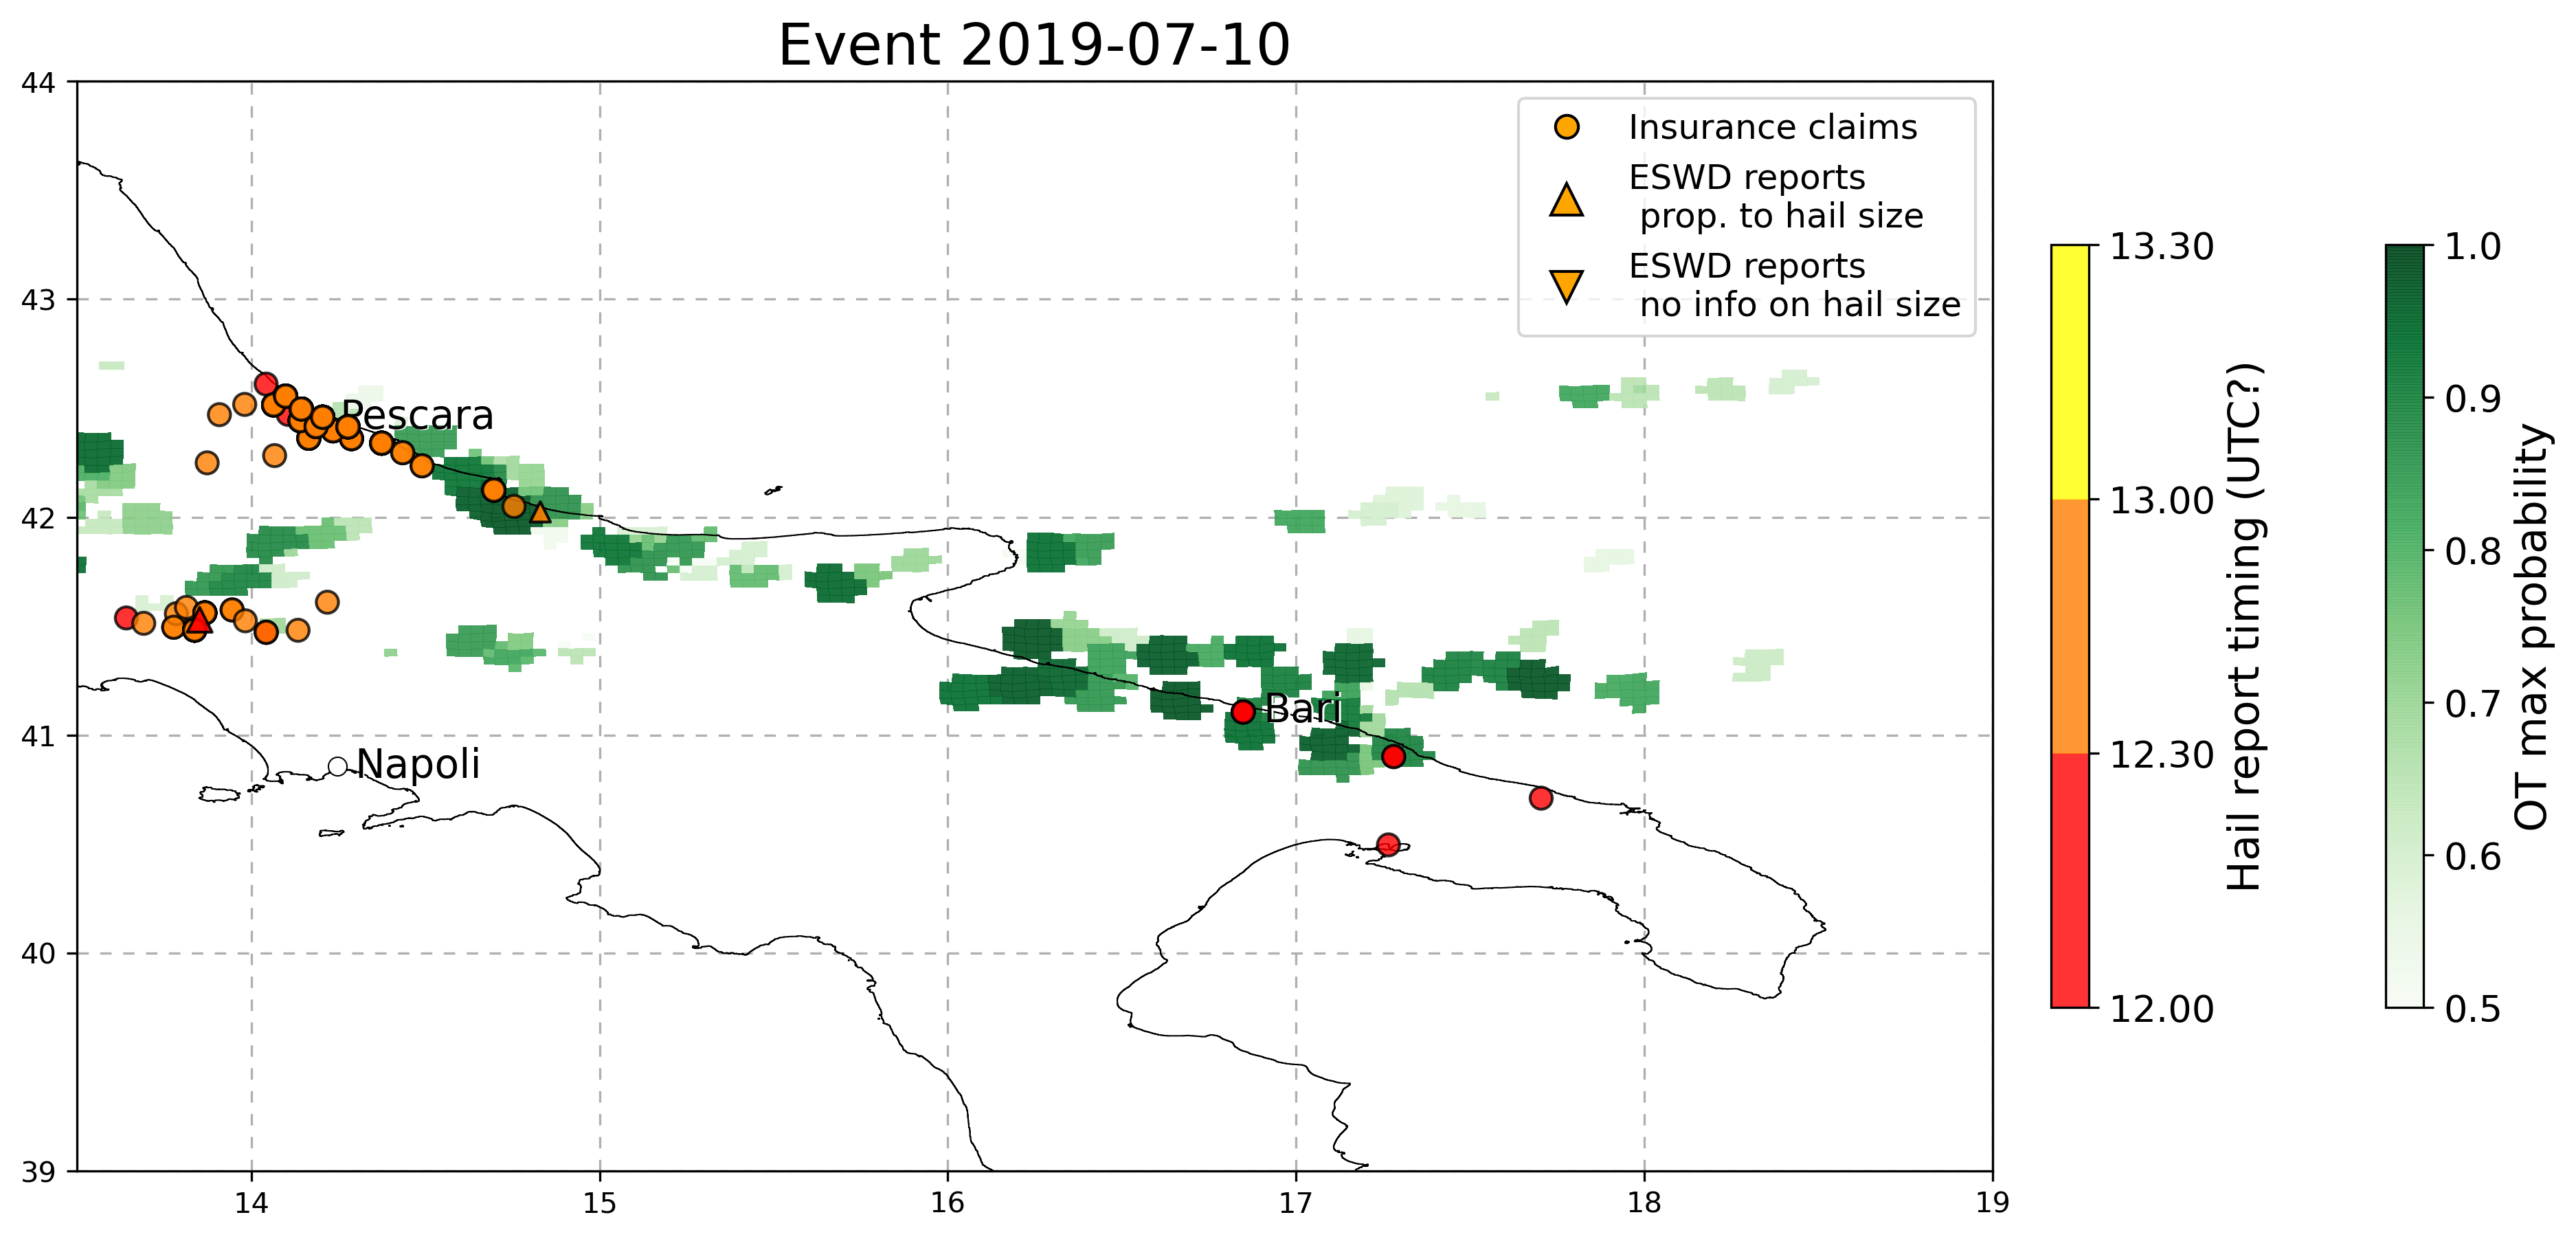 Event 2019-07-10
44
43
42
41
40
39
14
15
16
17
18
19
Insurance claims
ESWD reports
prop. to hail size
ESWD reports
no info on hail size
Pescara
Bari
Napoli
13.30
13.00
12.30
12.00
Hail report timing (UTC?)
1.0
0.9
0.8
0.7
0.6
0.5
OT max probability